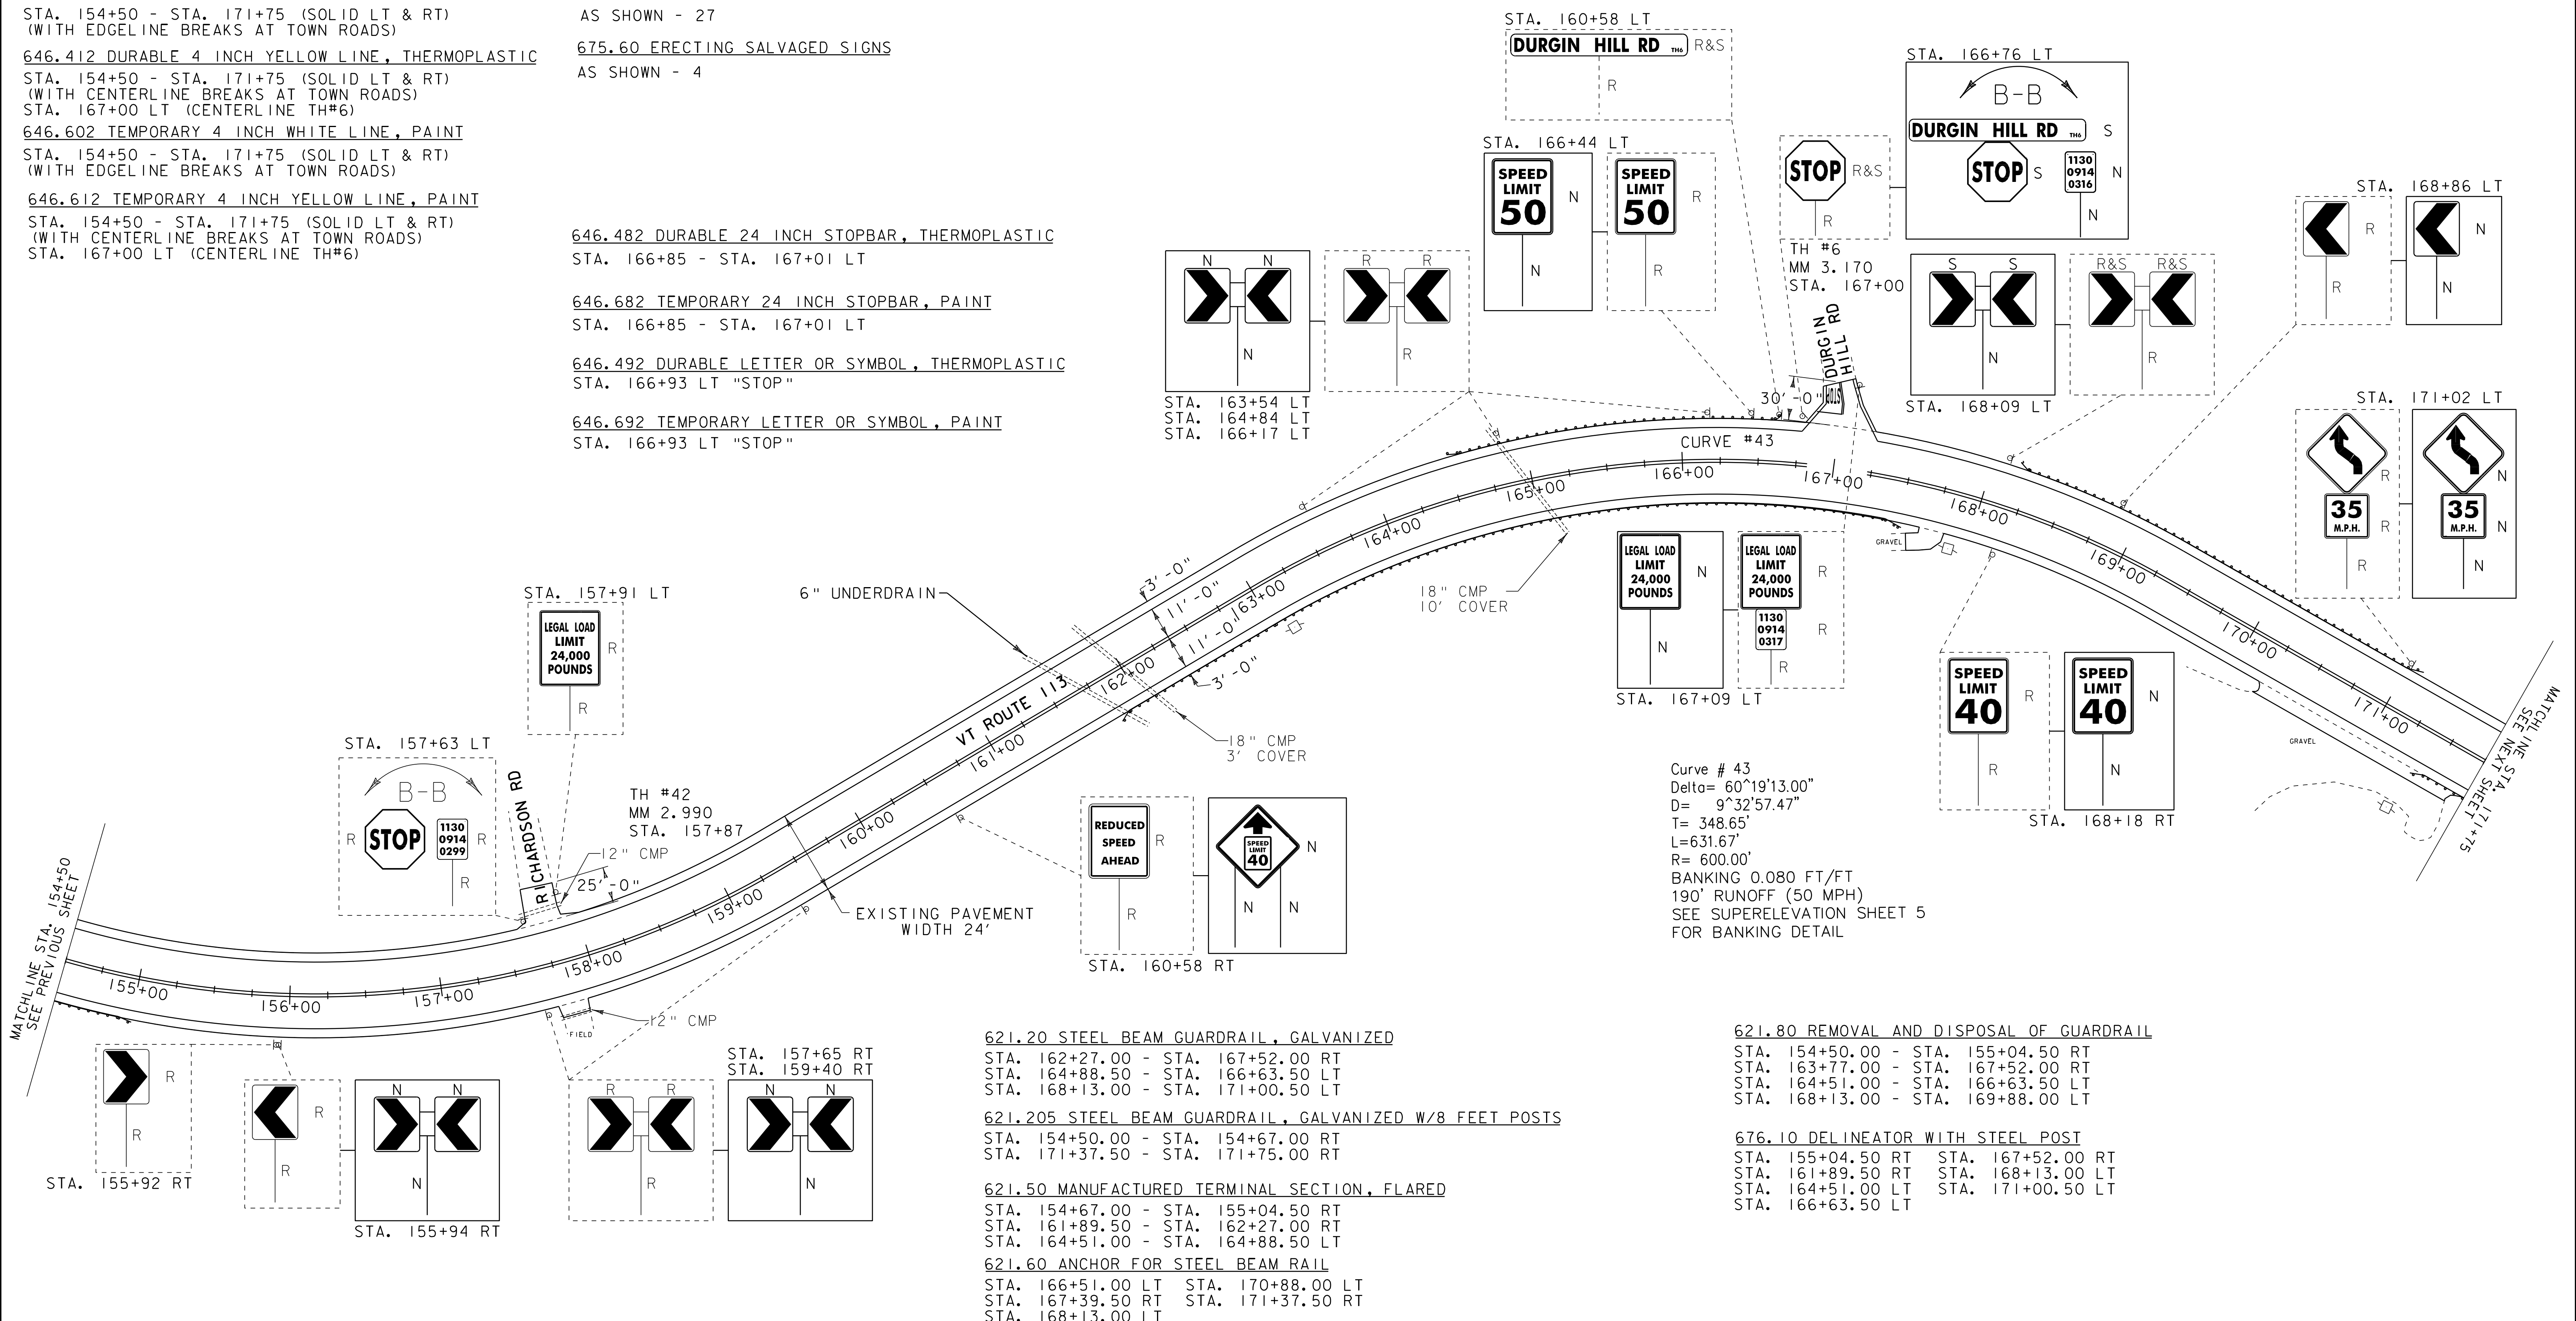 STA. 154+50 - STA. 171+75 (SOLID LT & RT)
(WITH EDGELINE BREAKS AT TOWN ROADS)
646.412 DURABLE 4 INCH YELLOW LINE, THERMOPLASTIC
STA. 154+50 - STA. 171+75 (SOLID LT & RT)
(WITH CENTERLINE BREAKS AT TOWN ROADS)
STA. 167+00 LT (CENTERLINE TH#6)
646.602 TEMPORARY 4 INCH WHITE LINE, PAINT
STA. 154+50 - STA. 171+75 (SOLID LT & RT)
(WITH EDGELINE BREAKS AT TOWN ROADS)
646.612 TEMPORARY 4 INCH YELLOW LINE, PAINT
STA. 154+50 - STA. 171+75 (SOLID LT & RT)
(WITH CENTERLINE BREAKS AT TOWN ROADS)
STA. 167+00 LT (CENTERLINE TH#6)
AS SHOWN - 27
675.60 ERECTING SALVAGED SIGNS
AS SHOWN - 4
646.482 DURABLE 24 INCH STOPBAR, THERMOPLASTIC
STA. 166+85 - STA. 167+01 LT
646.682 TEMPORARY 24 INCH STOPBAR, PAINT
STA. 166+85 - STA. 167+01 LT
646.492 DURABLE LETTER OR SYMBOL, THERMOPLASTIC
STA. 166+93 LT "STOP"
646.692 TEMPORARY LETTER OR SYMBOL, PAINT
STA. 166+93 LT "STOP"
STA. 160+58 LT
DURGIN HILL RD TH6 R&S
R
STA. 166+76 LT
B-B
DURGIN HILL RD TH6 S
STOP S
1130
0914
0316
N
N
STOP R&S
R
TH #6
MM 3.170
STA. 167+00
STA. 166+44 LT
SPEED
LIMIT
50
N
N
SPEED
LIMIT
50
R
R
N N
N
R R
R
STA. 163+54 LT
STA. 164+84 LT
STA. 166+17 LT
S S
N
R&S R&S
R
STA. 168+09 LT
STA. 168+86 LT
R
R
N
N
STA. 171+02 LT
R
35
M.P.H.
R
R
N
35
M.P.H.
N
N
DURGIN
HILL RD
STOP
30'-0"
CURVE #43
STA. 157+91 LT
LEGAL LOAD
LIMIT
24,000
POUNDS
R
R
STA. 157+63 LT
B-B
R STOP
1130
0914
0299
R
R
RICHARDSON RD
TH #42
MM 2.990
STA. 157+87
12" CMP
25'-0"
6" UNDERDRAIN
3'-0"
11'-0"
11'-0"
3'-0"
18" CMP
3' COVER
18" CMP
10' COVER
VT ROUTE 113
EXISTING PAVEMENT
WIDTH 24'
155+00
156+00
157+00
158+00
159+00
160+00
161+00
162+00
163+00
164+00
165+00
166+00
167+00
168+00
169+00
170+00
171+00
MATCHLINE STA. 154+50
SEE PREVIOUS SHEET
MATCHLINE STA. 171+75
SEE NEXT SHEET
GRAVEL
GRAVEL
LEGAL LOAD
LIMIT
24,000
POUNDS
N
N
LEGAL LOAD
LIMIT
24,000
POUNDS
R
1130
0914
0317
R
R
STA. 167+09 LT
SPEED
LIMIT
40
R
R
SPEED
LIMIT
40
N
N
STA. 168+18 RT
Curve # 43
Delta= 60^19'13.00"
D= 9^32'57.47"
T= 348.65'
L=631.67'
R= 600.00'
BANKING 0.080 FT/FT
190' RUNOFF (50 MPH)
SEE SUPERELEVATION SHEET 5
FOR BANKING DETAIL
REDUCED
SPEED
AHEAD
R
R
SPEED
LIMIT
40
N
N N
STA. 160+58 RT
12" CMP
FIELD
R
R
STA. 155+92 RT
R
R
N N
N
STA. 155+94 RT
R R
R
STA. 157+65 RT
STA. 159+40 RT
N N
N
621.20 STEEL BEAM GUARDRAIL, GALVANIZED
STA. 162+27.00 - STA. 167+52.00 RT
STA. 164+88.50 - STA. 166+63.50 LT
STA. 168+13.00 - STA. 171+00.50 LT
621.205 STEEL BEAM GUARDRAIL, GALVANIZED W/8 FEET POSTS
STA. 154+50.00 - STA. 154+67.00 RT
STA. 171+37.50 - STA. 171+75.00 RT
621.50 MANUFACTURED TERMINAL SECTION, FLARED
STA. 154+67.00 - STA. 155+04.50 RT
STA. 161+89.50 - STA. 162+27.00 RT
STA. 164+51.00 - STA. 164+88.50 LT
621.60 ANCHOR FOR STEEL BEAM RAIL
STA. 166+51.00 LT STA. 170+88.00 LT
STA. 167+39.50 RT STA. 171+37.50 RT
STA. 168+13.00 LT
621.80 REMOVAL AND DISPOSAL OF GUARDRAIL
STA. 154+50.00 - STA. 155+04.50 RT
STA. 163+77.00 - STA. 167+52.00 RT
STA. 164+51.00 - STA. 166+63.50 LT
STA. 168+13.00 - STA. 169+88.00 LT
676.10 DELINEATOR WITH STEEL POST
STA. 155+04.50 RT STA. 167+52.00 RT
STA. 161+89.50 RT STA. 168+13.00 LT
STA. 164+51.00 LT STA. 171+00.50 LT
STA. 166+63.50 LT